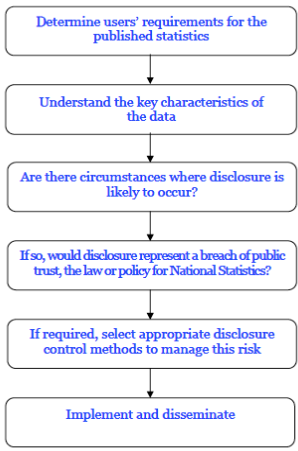 Determine users' requirements for the
published statistics
Understand the key characteristics of
the data
Are there circumstances where disclosure is
likely to occur?
If so, would disclosure represent a breach of public
trust, the law or policy for National Statistics?
If required, select appropriate disclosure
control methods to manage this risk
Implement and disseminate